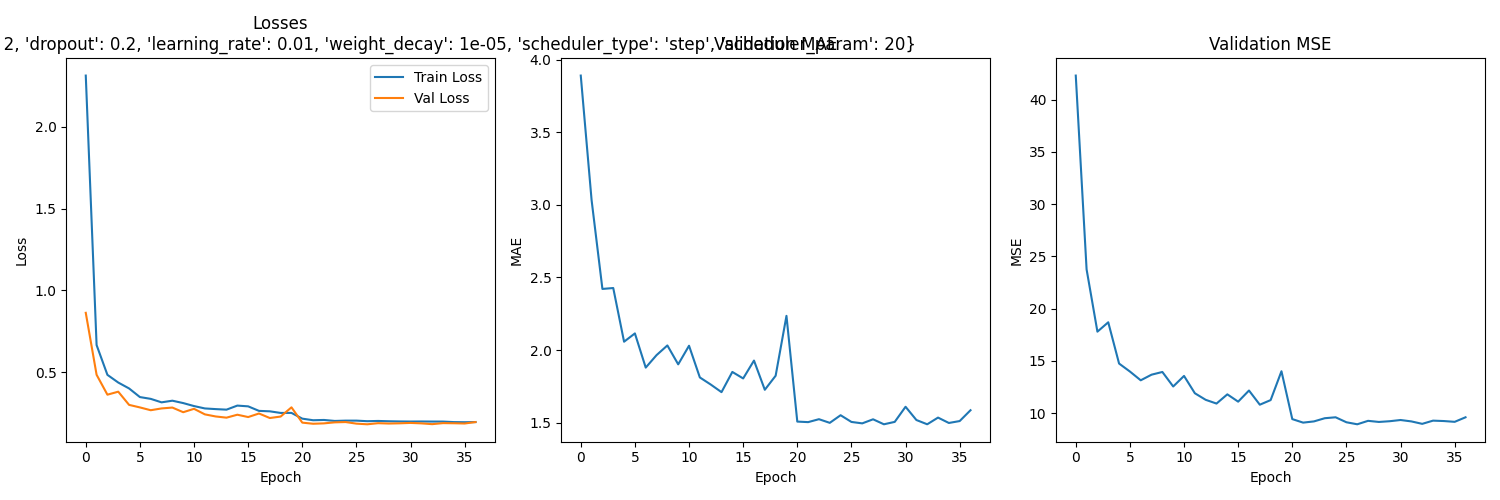 Losses
2, 'dropout': 0.2, 'learning_rate': 0.01, 'weight_decay': 1e-05, 'scheduler_type': 'step', 'scheduler_param': 20}
Validation MAE
Validation MSE
Train Loss
Val Loss
2.0
1.5
1.0
0.5
Loss
0 5 10 15 20 25 30 35
Epoch
4.0
3.5
3.0
2.5
2.0
1.5
MAE
0 5 10 15 20 25 30 35
Epoch
40
35
30
25
20
15
10
MSE
0 5 10 15 20 25 30 35
Epoch